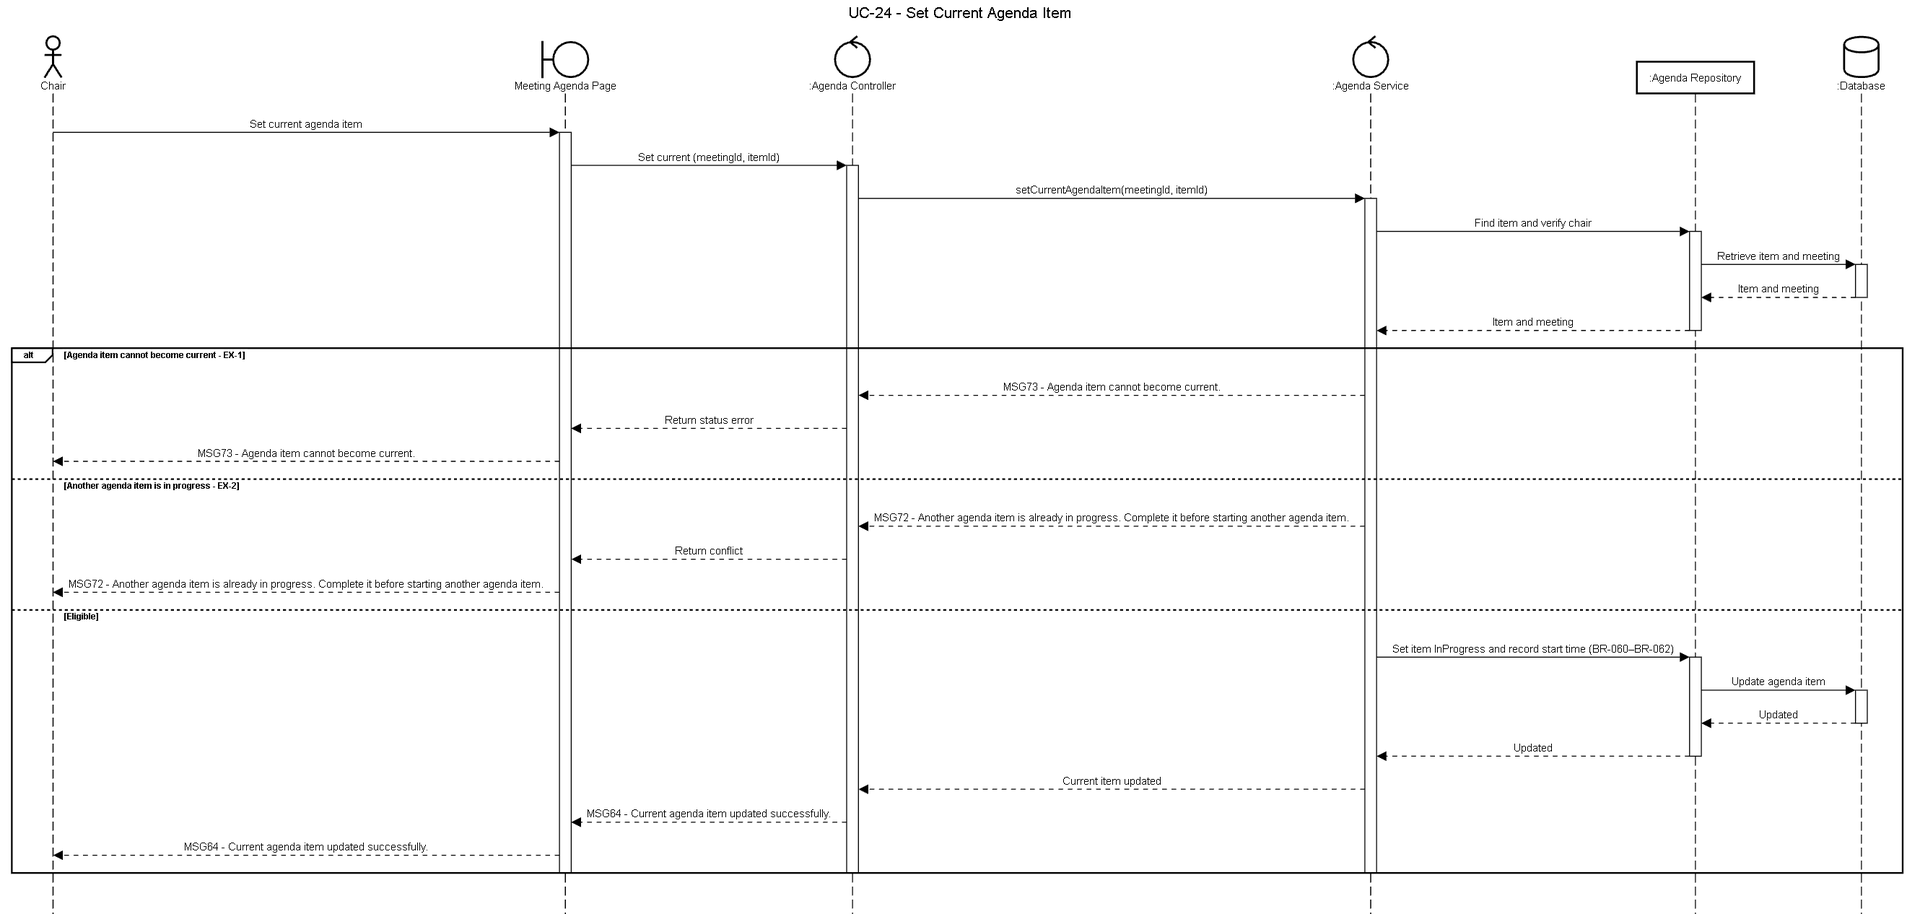 UC-24 - Set Current Agenda Item
Chair
Meeting Agenda Page
:Agenda Controller
:Agenda Service
:Agenda Repository
:Database
Set current agenda item
Set current (meetingId, itemId)
setCurrentAgendaItem(meetingId, itemId)
Find item and verify chair
Retrieve item and meeting
Item and meeting
Item and meeting
alt
[Agenda item cannot become current - EX-1]
MSG73 - Agenda item cannot become current.
Return status error
MSG73 - Agenda item cannot become current.
[Another agenda item is in progress - EX-2]
MSG72 - Another agenda item is already in progress. Complete it before starting another agenda item.
Return conflict
MSG72 - Another agenda item is already in progress. Complete it before starting another agenda item.
[Eligible]
Set item InProgress and record start time (BR-060–BR-062)
Update agenda item
Updated
Updated
Current item updated
MSG64 - Current agenda item updated successfully.
MSG64 - Current agenda item updated successfully.